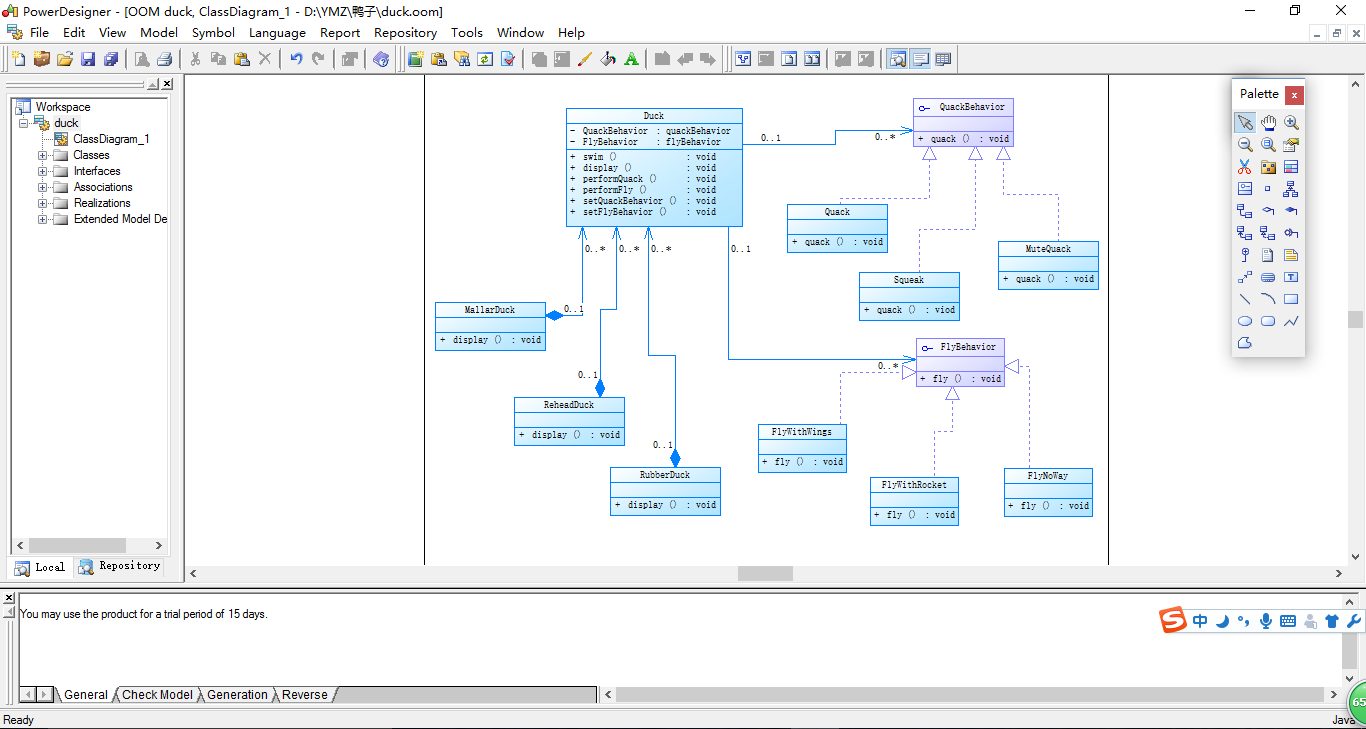 PowerDesigner - [OOM duck, ClassDiagram_1 - D:\YMZ\鸭子\duck.oom]
File Edit View Model Symbol Language Report Repository Tools Window Help
Workspace
duck
ClassDiagram_1
Classes
Interfaces
Associations
Realizations
Extended Model De
Local Repository
Duck
- QuackBehavior : quackBehavior
- FlyBehavior : flyBehavior
+ swim () : void
+ display () : void
+ performQuack () : void
+ performFly () : void
+ setQuackBehavior () : void
+ setFlyBehavior () : void
0..1
0..*
QuackBehavior
+ quack () : void
Quack
+ quack () : void
Squeak
+ quack () : viod
MuteQuack
+ quack () : void
0..*
0..*
0..*
0..1
MallarDuck
+ display () : void
0..1
0..1
ReheadDuck
+ display () : void
0..1
RubberDuck
+ display () : void
0..*
FlyBehavior
+ fly () : void
FlyWithWings
+ fly () : void
FlyWithRocket
+ fly () : void
FlyNoWay
+ fly () : void
Palette
You may use the product for a trial period of 15 days.
中
General Check Model Generation Reverse
65
Ready
Java